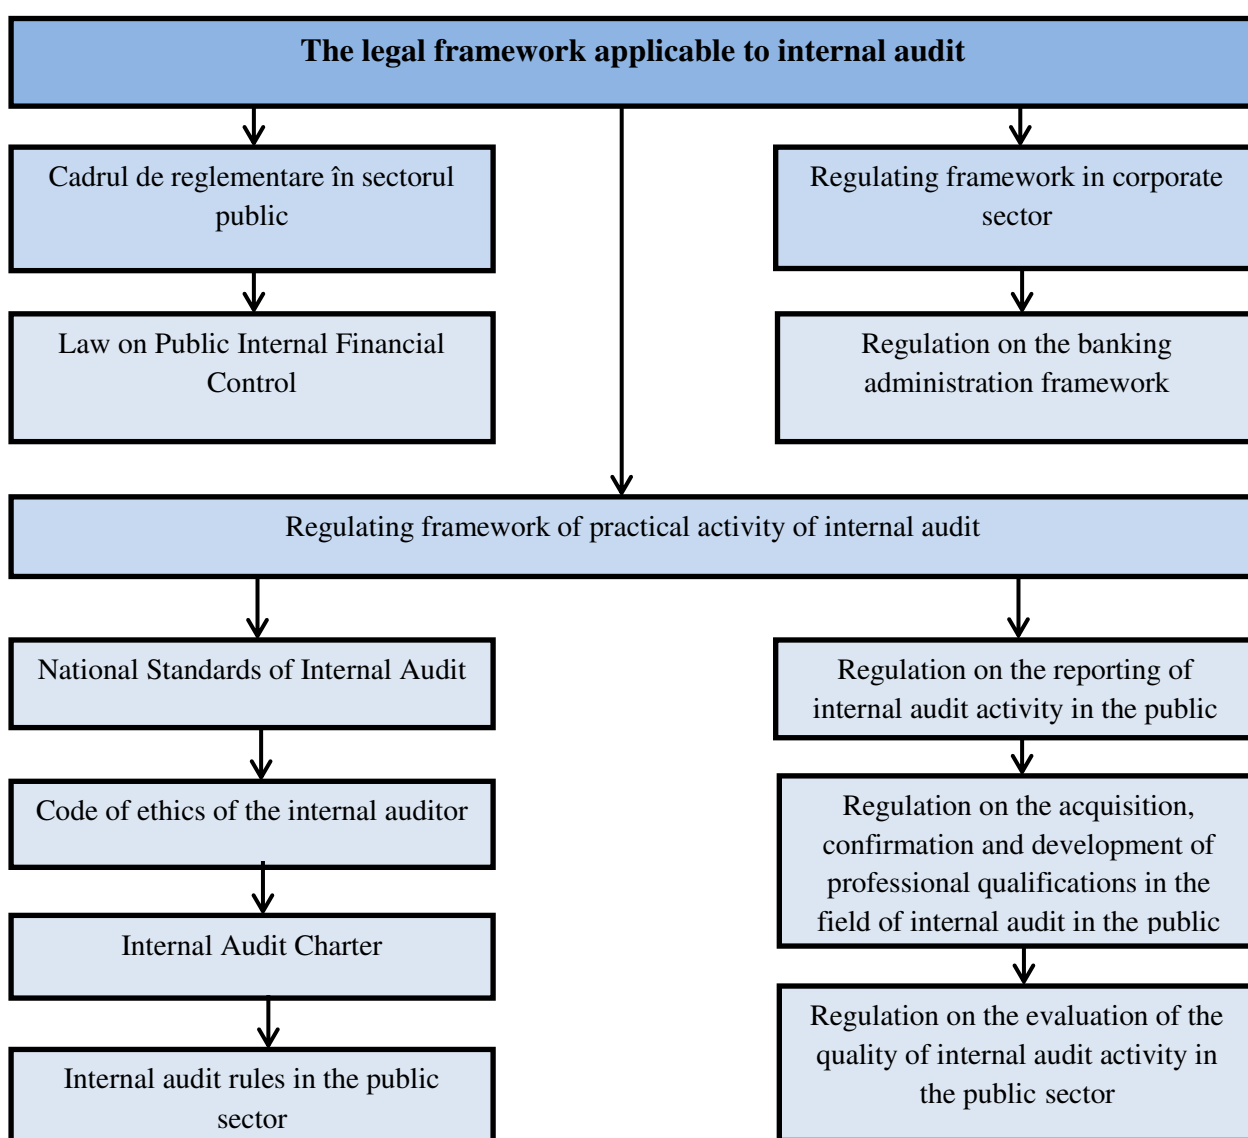 The legal framework applicable to internal audit
Cadrul de reglementare în sectorul
public
Regulating framework in corporate
sector
Law on Public Internal Financial
Control
Regulation on the banking
administration framework
Regulating framework of practical activity of internal audit
National Standards of Internal Audit
Regulation on the reporting of
internal audit activity in the public
Code of ethics of the internal auditor
Regulation on the acquisition,
confirmation and development of
professional qualifications in the
field of internal audit in the public
Internal Audit Charter
Regulation on the evaluation of the
quality of internal audit activity in
the public sector
Internal audit rules in the public
sector